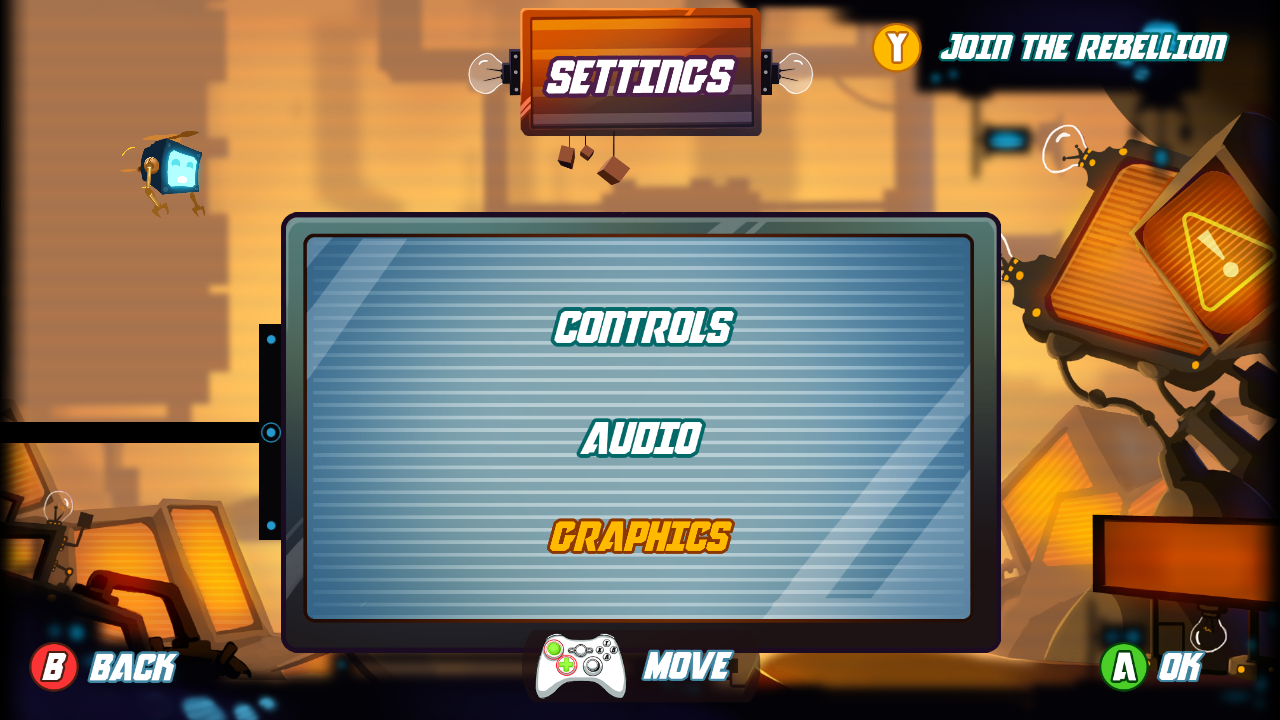 SETTINGS
Y JOIN THE REBELLION
CONTROLS
AUDIO
GRAPHICS
B BACK
MOVE
A OK